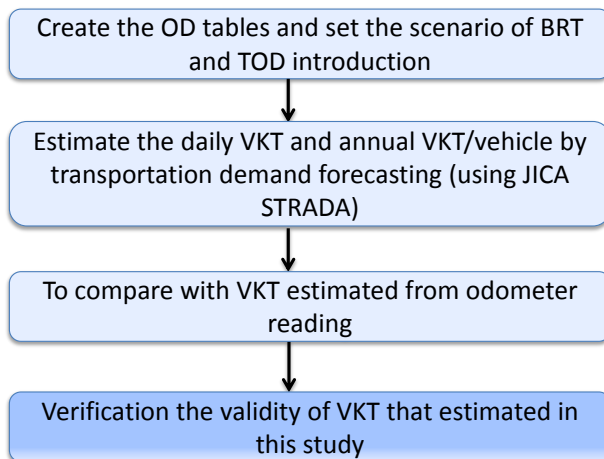 Create the OD tables and set the scenario of BRT
and TOD introduction
Estimate the daily VKT and annual VKT/vehicle by
transportation demand forecasting (using JICA
STRADA)
To compare with VKT estimated from odometer
reading
Verification the validity of VKT that estimated in
this study